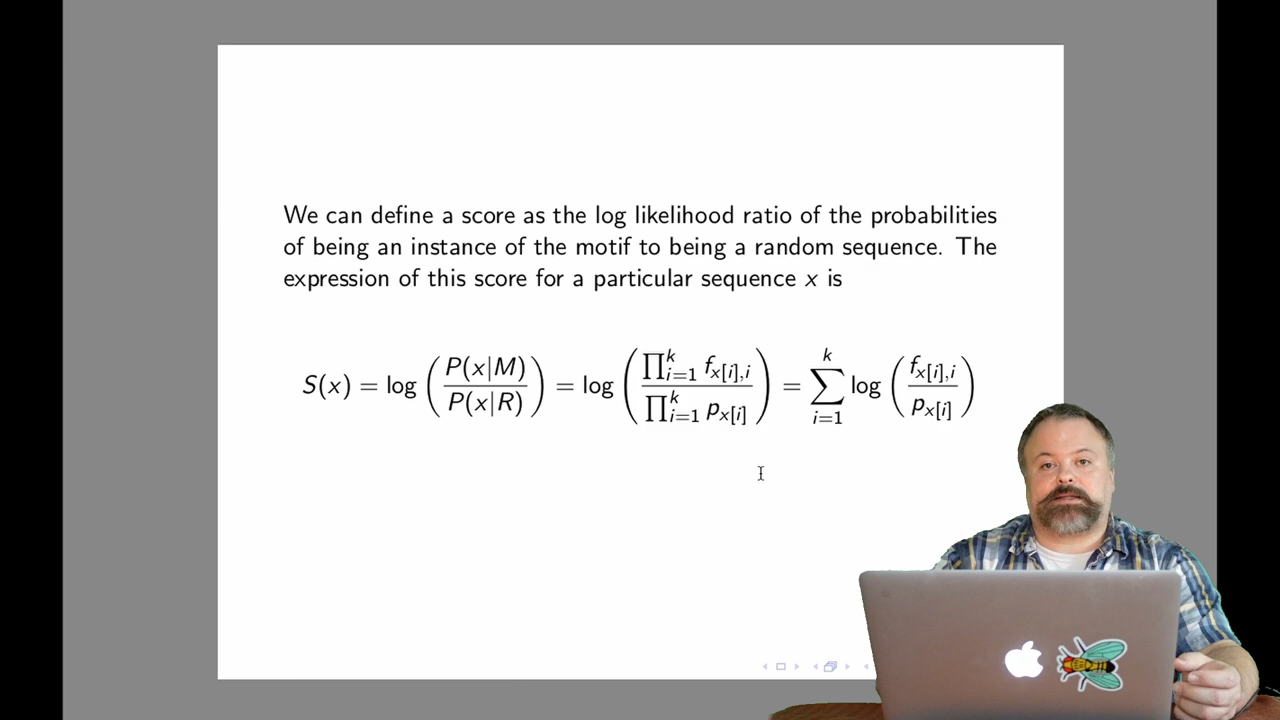 We can define a score as the log likelihood ratio of the probabilities
of being an instance of the motif to being a random sequence. The
expression of this score for a particular sequence x is
S(x) = log ( P(x|M) / P(x|R) ) = log ( ∏_{i=1}^{k} f_{x[i],i} / ∏_{i=1}^{k} p_{x[i]} ) = ∑_{i=1}^{k} log ( f_{x[i],i} / p_{x[i]} )